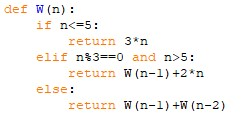 def W(n):
    if n<=5:
        return 3*n
    elif n%3==0 and n>5:
        return W(n-1)+2*n
    else:
        return W(n-1)+W(n-2)